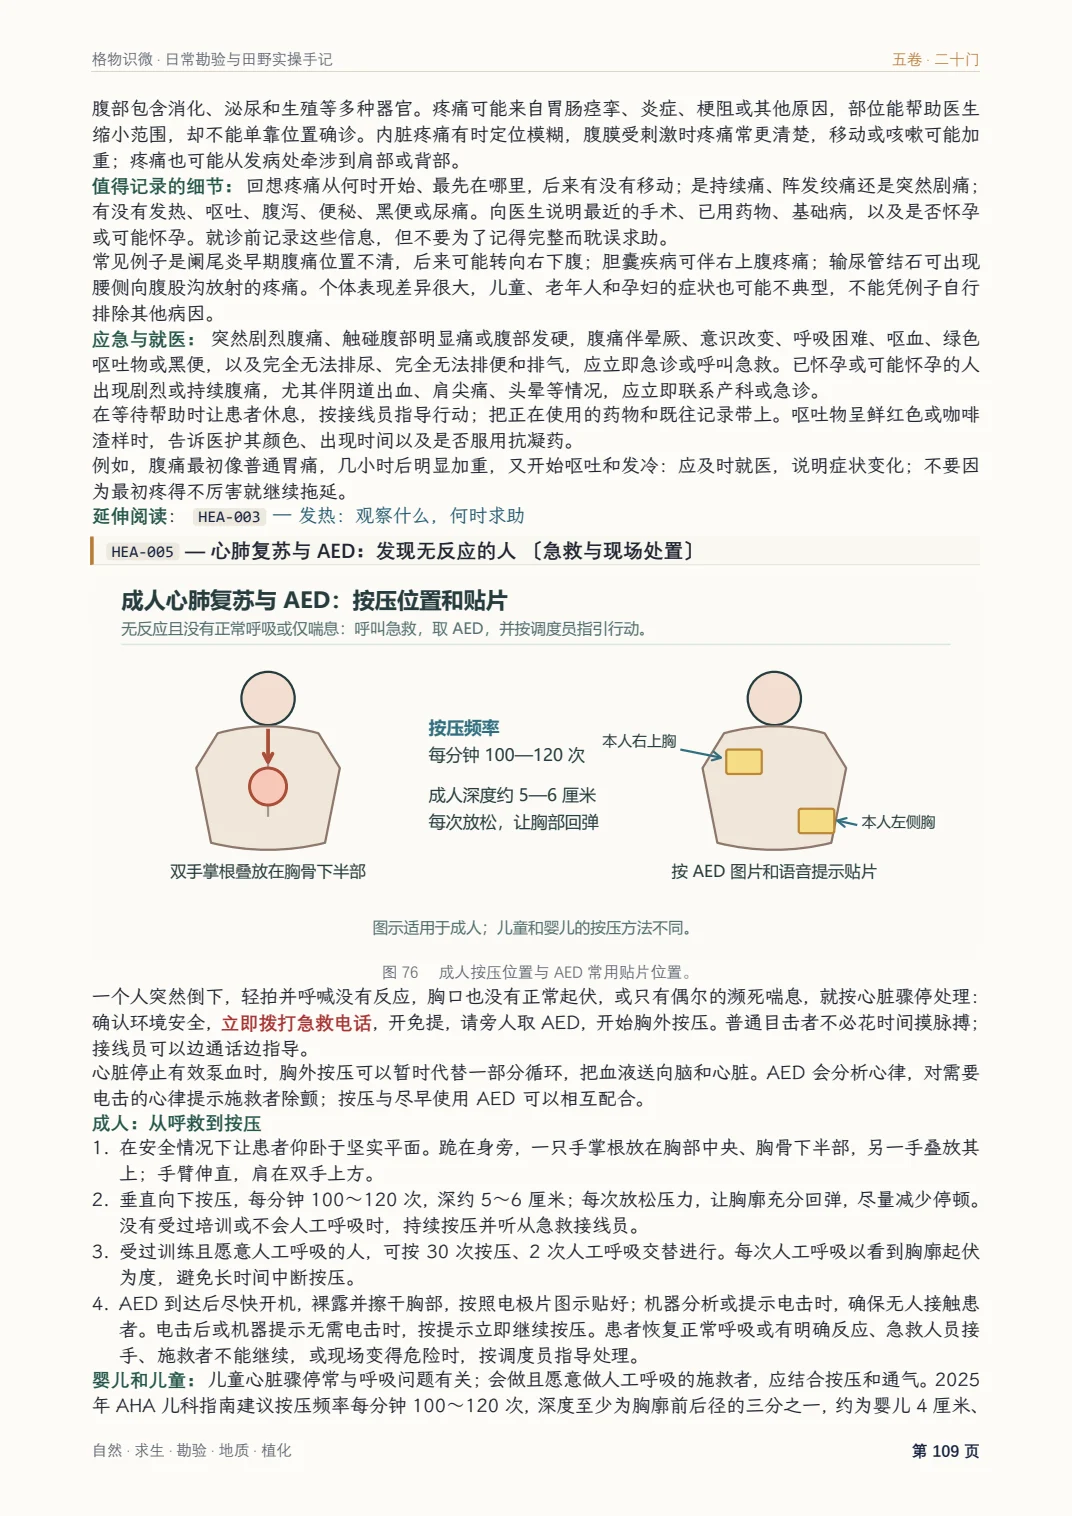 格物识微 · 日常勘验与田野实操手记
五卷 · 二十门
腹部包含消化、泌尿和生殖等多种器官。疼痛可能来自胃肠痉挛、炎症、梗阻或其他原因，部位能帮助医生
缩小范围，却不能单靠位置确诊。内脏疼痛有时定位模糊，腹膜受刺激时疼痛常更清楚，移动或咳嗽可能加
重；疼痛也可能从发病处牵涉到肩部或背部。
值得记录的细节：回想疼痛从何时开始、最先在哪里，后来有没有移动；是持续痛、阵发绞痛还是突然剧痛；
有没有发热、呕吐、腹泻、便秘、黑便或尿痛。向医生说明最近的手术、已用药物、基础病，以及是否怀孕
或可能怀孕。就诊前记录这些信息，但不要为了记得完整而耽误求助。
常见例子是阑尾炎早期腹痛位置不清，后来可能转向右下腹；胆囊疾病可伴右上腹疼痛；输尿管结石可出现
腰侧向腹股沟放射的疼痛。个体表现差异很大，儿童、老年人和孕妇的症状也可能不典型，不能凭例子自行
排除其他病因。
应急与就医：突然剧烈腹痛、触碰腹部明显痛或腹部发硬，腹痛伴晕厥、意识改变、呼吸困难、呕血、绿色
呕吐物或黑便，以及完全无法排尿、完全无法排便和排气，应立即急诊或呼叫急救。已怀孕或可能怀孕的人
出现剧烈或持续腹痛，尤其伴阴道出血、肩尖痛、头晕等情况，应立即联系产科或急诊。
在等待帮助时让患者休息，按接线员指导行动；把正在使用的药物和既往记录带上。呕吐物呈鲜红色或咖啡
渣样时，告诉医护其颜色、出现时间以及是否服用抗凝药。
例如，腹痛最初像普通胃痛，几小时后明显加重，又开始呕吐和发冷：应及时就医，说明症状变化；不要因
为最初疼得不厉害就继续拖延。
延伸阅读： HEA-003 — 发热：观察什么，何时求助
HEA-005 — 心肺复苏与 AED：发现无反应的人 〔急救与现场处置〕
成人心肺复苏与 AED：按压位置和贴片
无反应且没有正常呼吸或仅喘息：呼叫急救，取 AED，并按调度员指引行动。
按压频率
每分钟 100—120 次
成人深度约 5—6 厘米
每次放松，让胸部回弹
本人右上胸
本人左侧胸
双手掌根叠放在胸骨下半部
按 AED 图片和语音提示贴片
图示适用于成人；儿童和婴儿的按压方法不同。
图 76 成人按压位置与 AED 常用贴片位置。
一个人突然倒下，轻拍并呼喊没有反应，胸口也没有正常起伏，或只有偶尔的濒死喘息，就按心脏骤停处理：
确认环境安全，立即拨打急救电话，开免提，请旁人取 AED，开始胸外按压。普通目击者不必花时间摸脉搏；
接线员可以边通话边指导。
心脏停止有效泵血时，胸外按压可以暂时代替一部分循环，把血液送向脑和心脏。AED 会分析心律，对需要
电击的心律提示施救者除颤；按压与尽早使用 AED 可以相互配合。
成人：从呼救到按压
1. 在安全情况下让患者仰卧于坚实平面。跪在身旁，一只手掌根放在胸部中央、胸骨下半部，另一手叠放其
上；手臂伸直，肩在双手上方。
2. 垂直向下按压，每分钟 100～120 次，深约 5～6 厘米；每次放松压力，让胸廓充分回弹，尽量减少停顿。
没有受过培训或不会人工呼吸时，持续按压并听从急救接线员。
3. 受过训练且愿意人工呼吸的人，可按 30 次按压、2 次人工呼吸交替进行。每次人工呼吸以看到胸廓起伏
为度，避免长时间中断按压。
4. AED 到达后尽快开机，裸露并擦干胸部，按照电极片图示贴好；机器分析或提示电击时，确保无人接触患
者。电击后或机器提示无需电击时，按提示立即继续按压。患者恢复正常呼吸或有明确反应、急救人员接
手、施救者不能继续，或现场变得危险时，按调度员指导处理。
婴儿和儿童：儿童心脏骤停常与呼吸问题有关；会做且愿意做人工呼吸的施救者，应结合按压和通气。2025
年 AHA 儿科指南建议按压频率每分钟 100～120 次，深度至少为胸廓前后径的三分之一，约为婴儿 4 厘米、
自然 · 求生 · 勘验 · 地质 · 植化
第 109 页